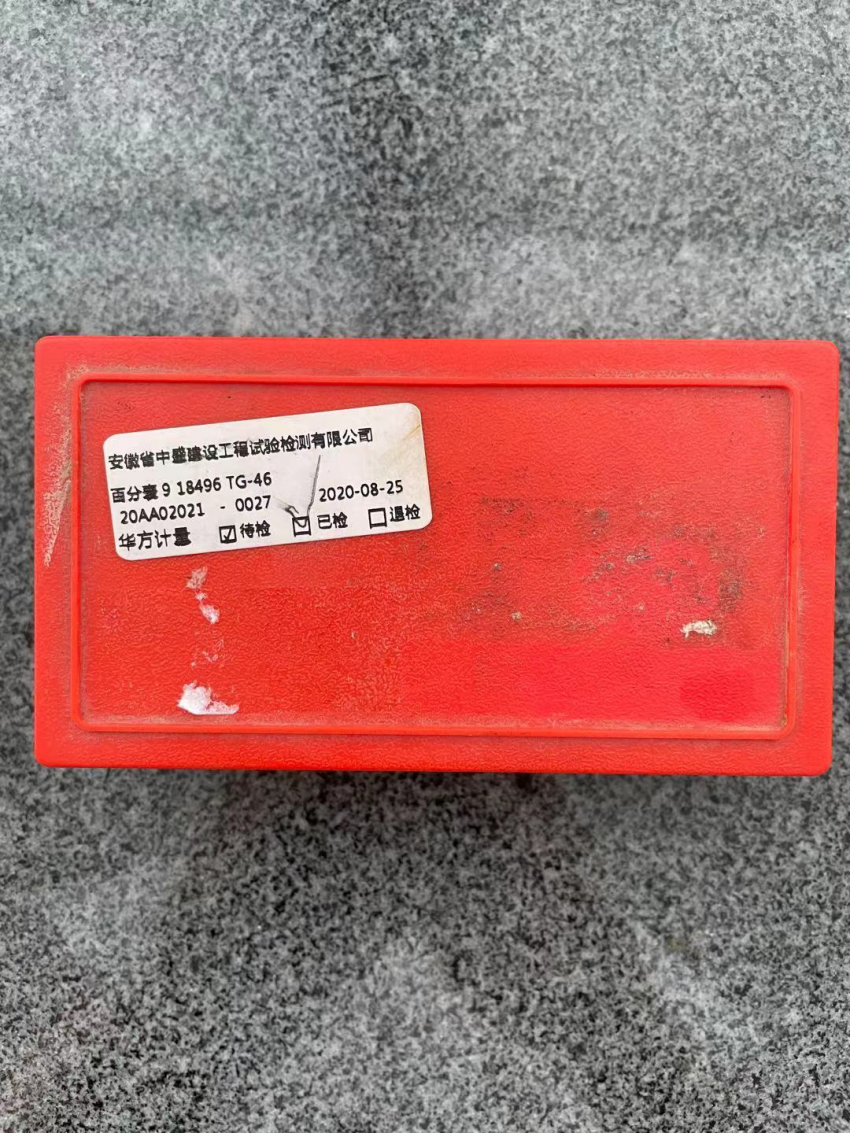 安徽省中盛建设工程试验检测有限公司
百分表 9 18496 TG-46
20AA02021 - 0027 2020-08-25
华方计量 ☑待检 ☑已检 ☐退检